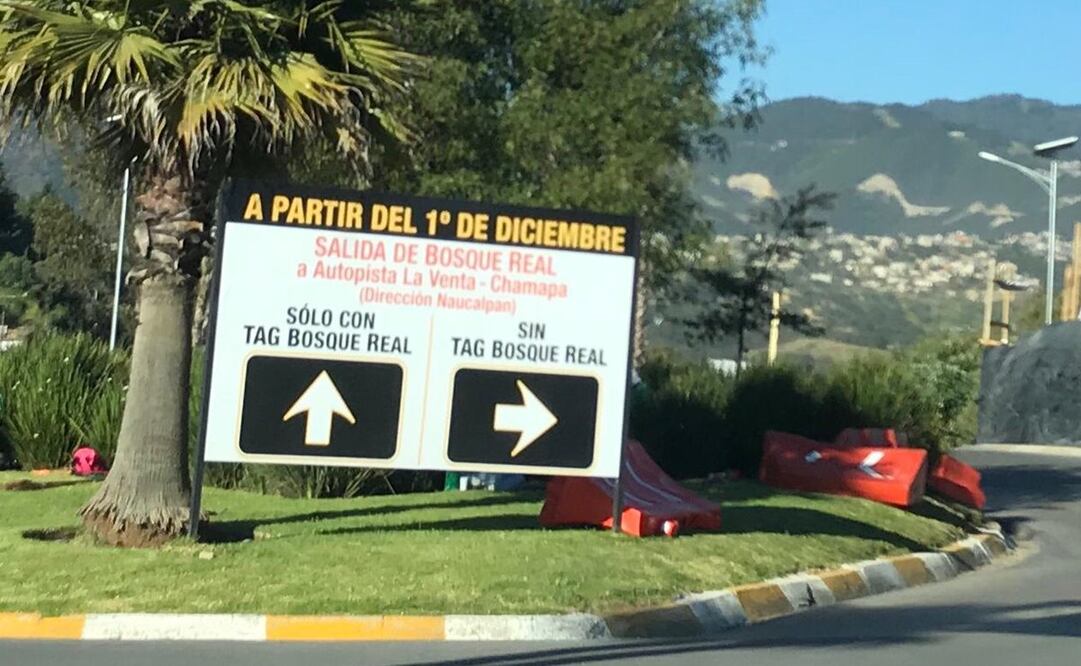 A PARTIR DEL 1º DE DICIEMBRE
SALIDA DE BOSQUE REAL
a Autopista La Venta - Chamapa
(Dirección Naucalpan)
SÓLO CON
TAG BOSQUE REAL
SIN
TAG BOSQUE REAL